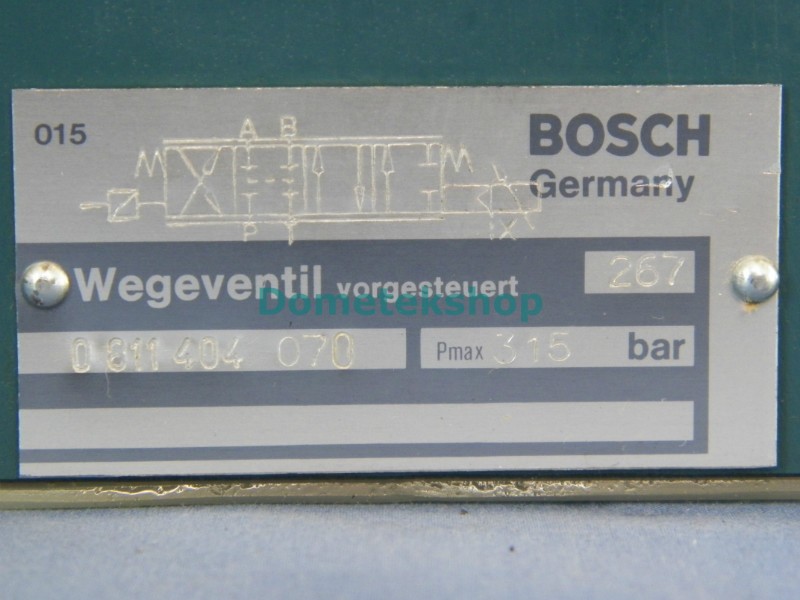 015
A B
BOSCH
Germany
P
X
Wegeventil vorgesteuert 267
Dometekshop
0 811 404 070 Pmax 315 bar